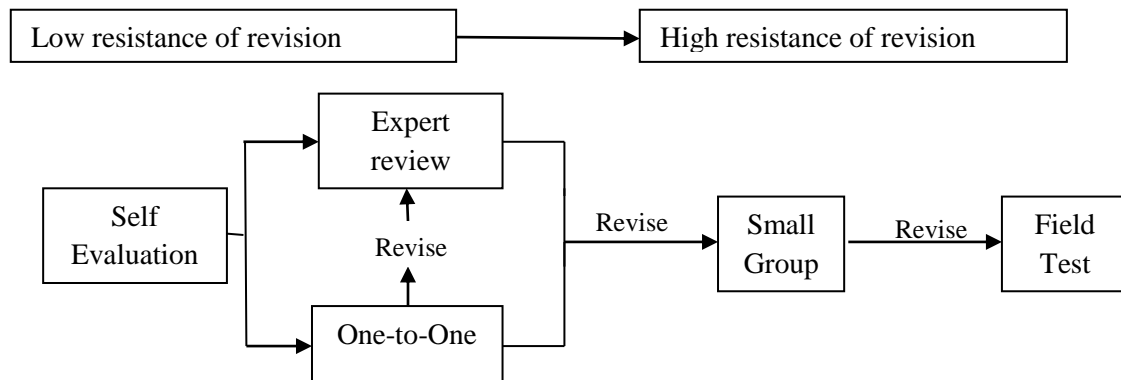 Low resistance of revision
High resistance of revision
Expert
review
Self
Evaluation
Revise
One-to-One
Revise
Small
Group
Revise
Field
Test